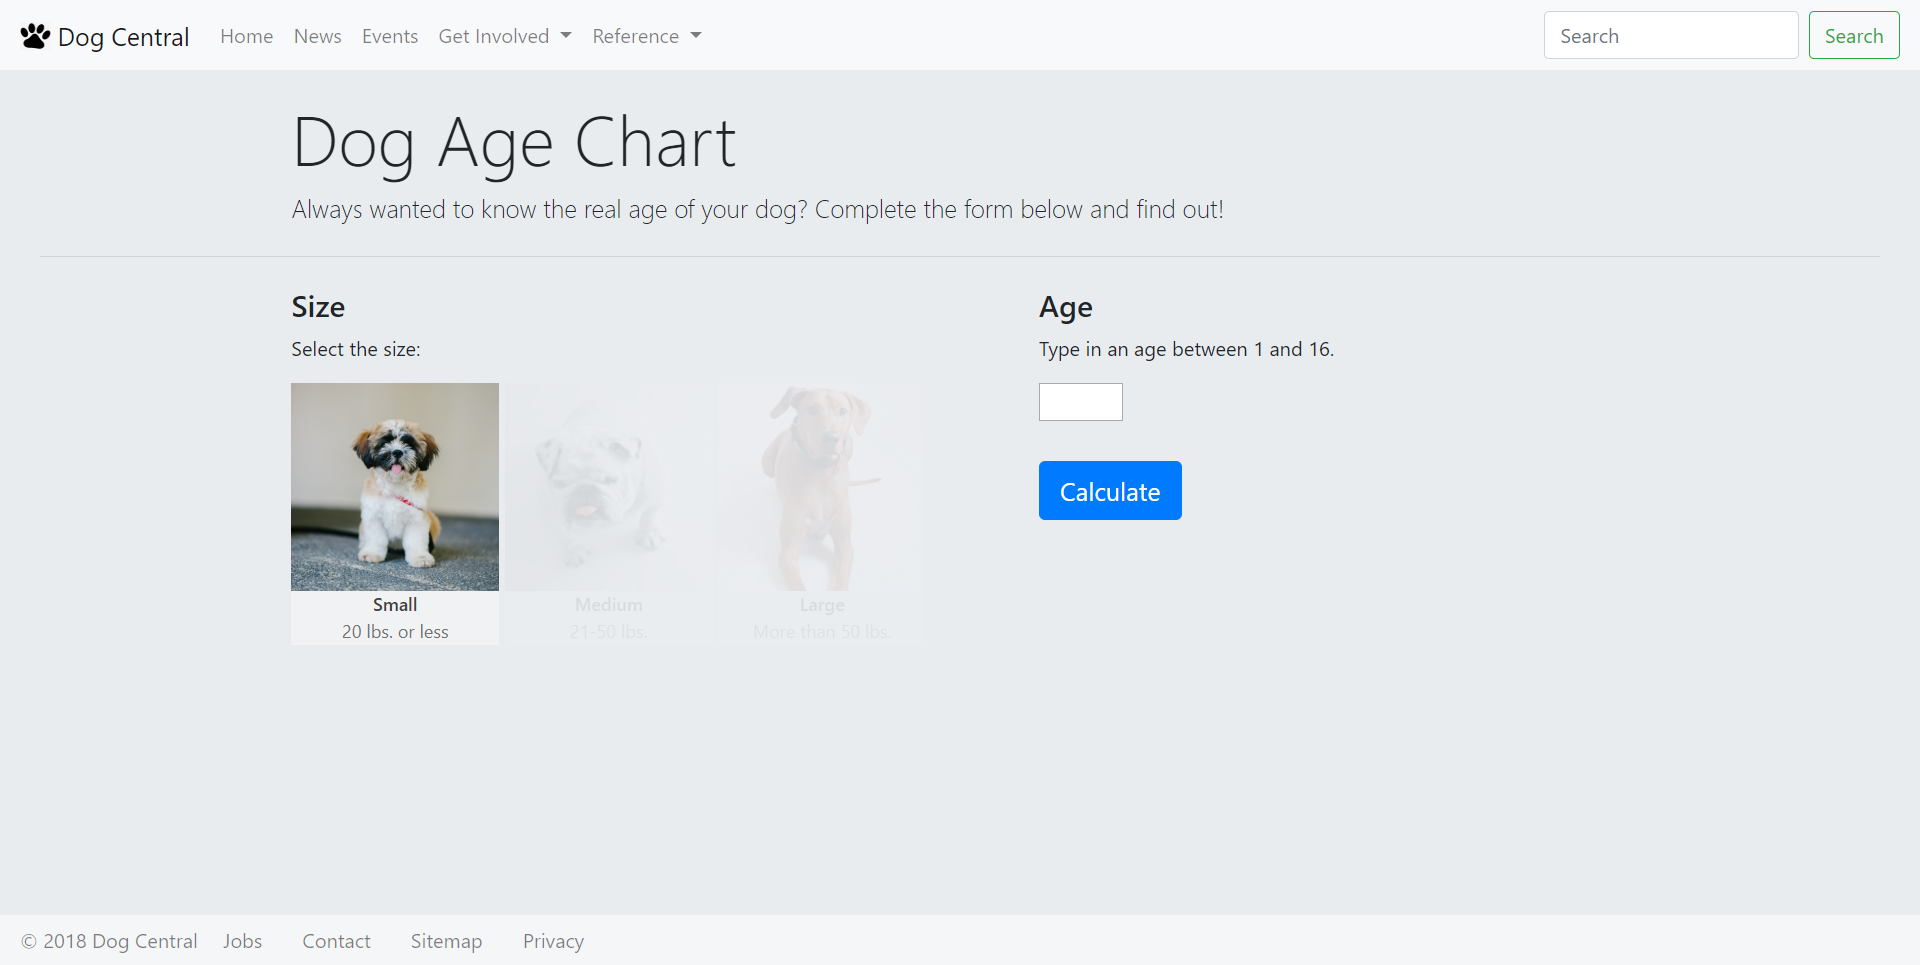 Dog Central Home News Events Get Involved Reference Search Search
Dog Age Chart
Always wanted to know the real age of your dog? Complete the form below and find out!
Size
Select the size:
Small
20 lbs. or less
Medium
21-50 lbs.
Large
More than 50 lbs.
Age
Type in an age between 1 and 16.
Calculate
© 2018 Dog Central Jobs Contact Sitemap Privacy